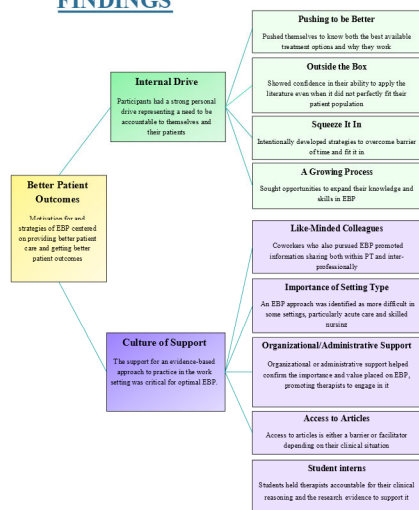 FINDINGS
Pushing to be Better
Pushed themselves to know both the best available
treatment options and why they work
Outside the Box
Showed confidence in their ability to apply the
literature even when it did not perfectly fit their
patient population
Internal Drive
Participants had a strong personal
drive representing a need to be
accountable to themselves and
their patients
Squeeze It In
Intentionally developed strategies to overcome barrier
of time and fit it in
A Growing Process
Sought opportunities to expand their knowledge and
skills in EBP
Better Patient
Outcomes
Motivation for and
strategies of EBP centered
on providing better patient
care and getting better
patient outcomes
Like-Minded Colleagues
Coworkers who also pursued EBP promoted
information sharing both within PT and inter-
professionally
Importance of Setting Type
An EBP approach was identified as more difficult in
some settings, particularly acute care and skilled
nursing
Culture of Support
The support for an evidence-based
approach to practice in the work
setting was critical for optimal EBP.
Organizational/Administrative Support
Organizational or administrative support helped
confirm the importance and value placed on EBP,
promoting therapists to engage in it
Access to Articles
Access to articles is either a barrier or facilitator
depending on their clinical situation
Student interns
Students held therapists accountable for their clinical
reasoning and the research evidence to support it